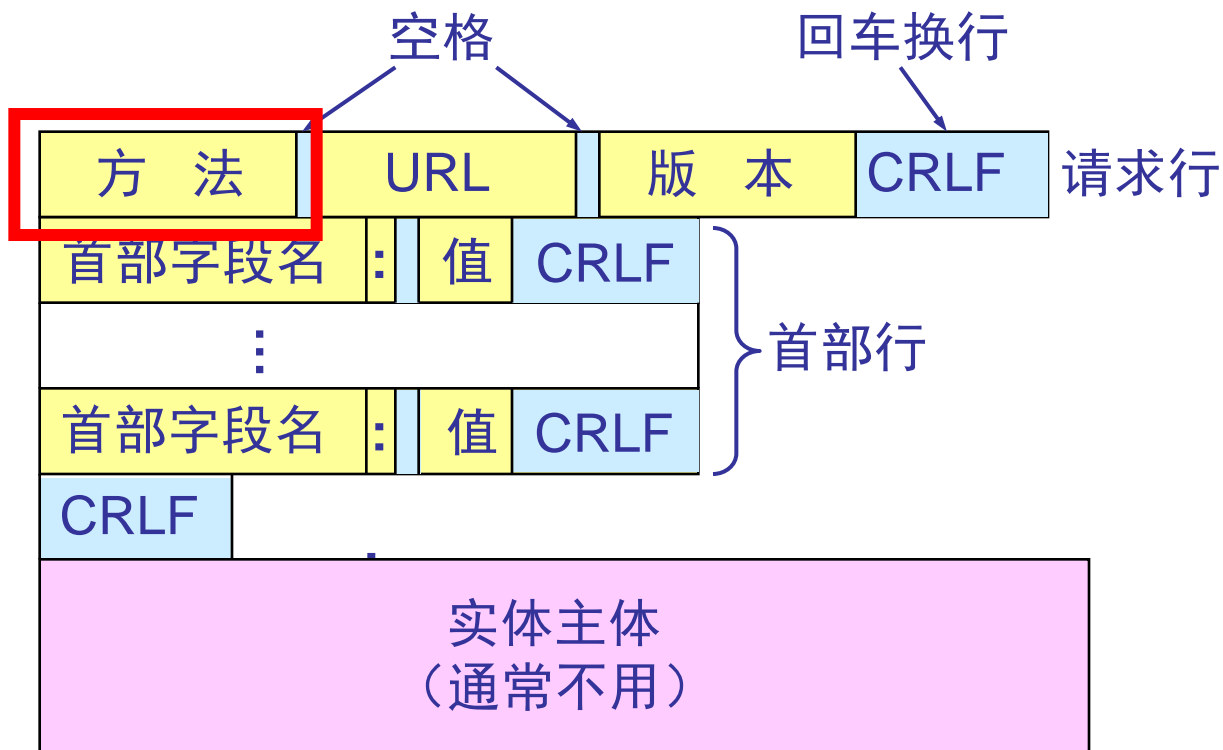 空格 回车换行
方 法 URL 版 本 CRLF 请求行
首部字段名 : 值 CRLF
⋮ 首部行
首部字段名 : 值 CRLF
CRLF
实体主体
（通常不用）